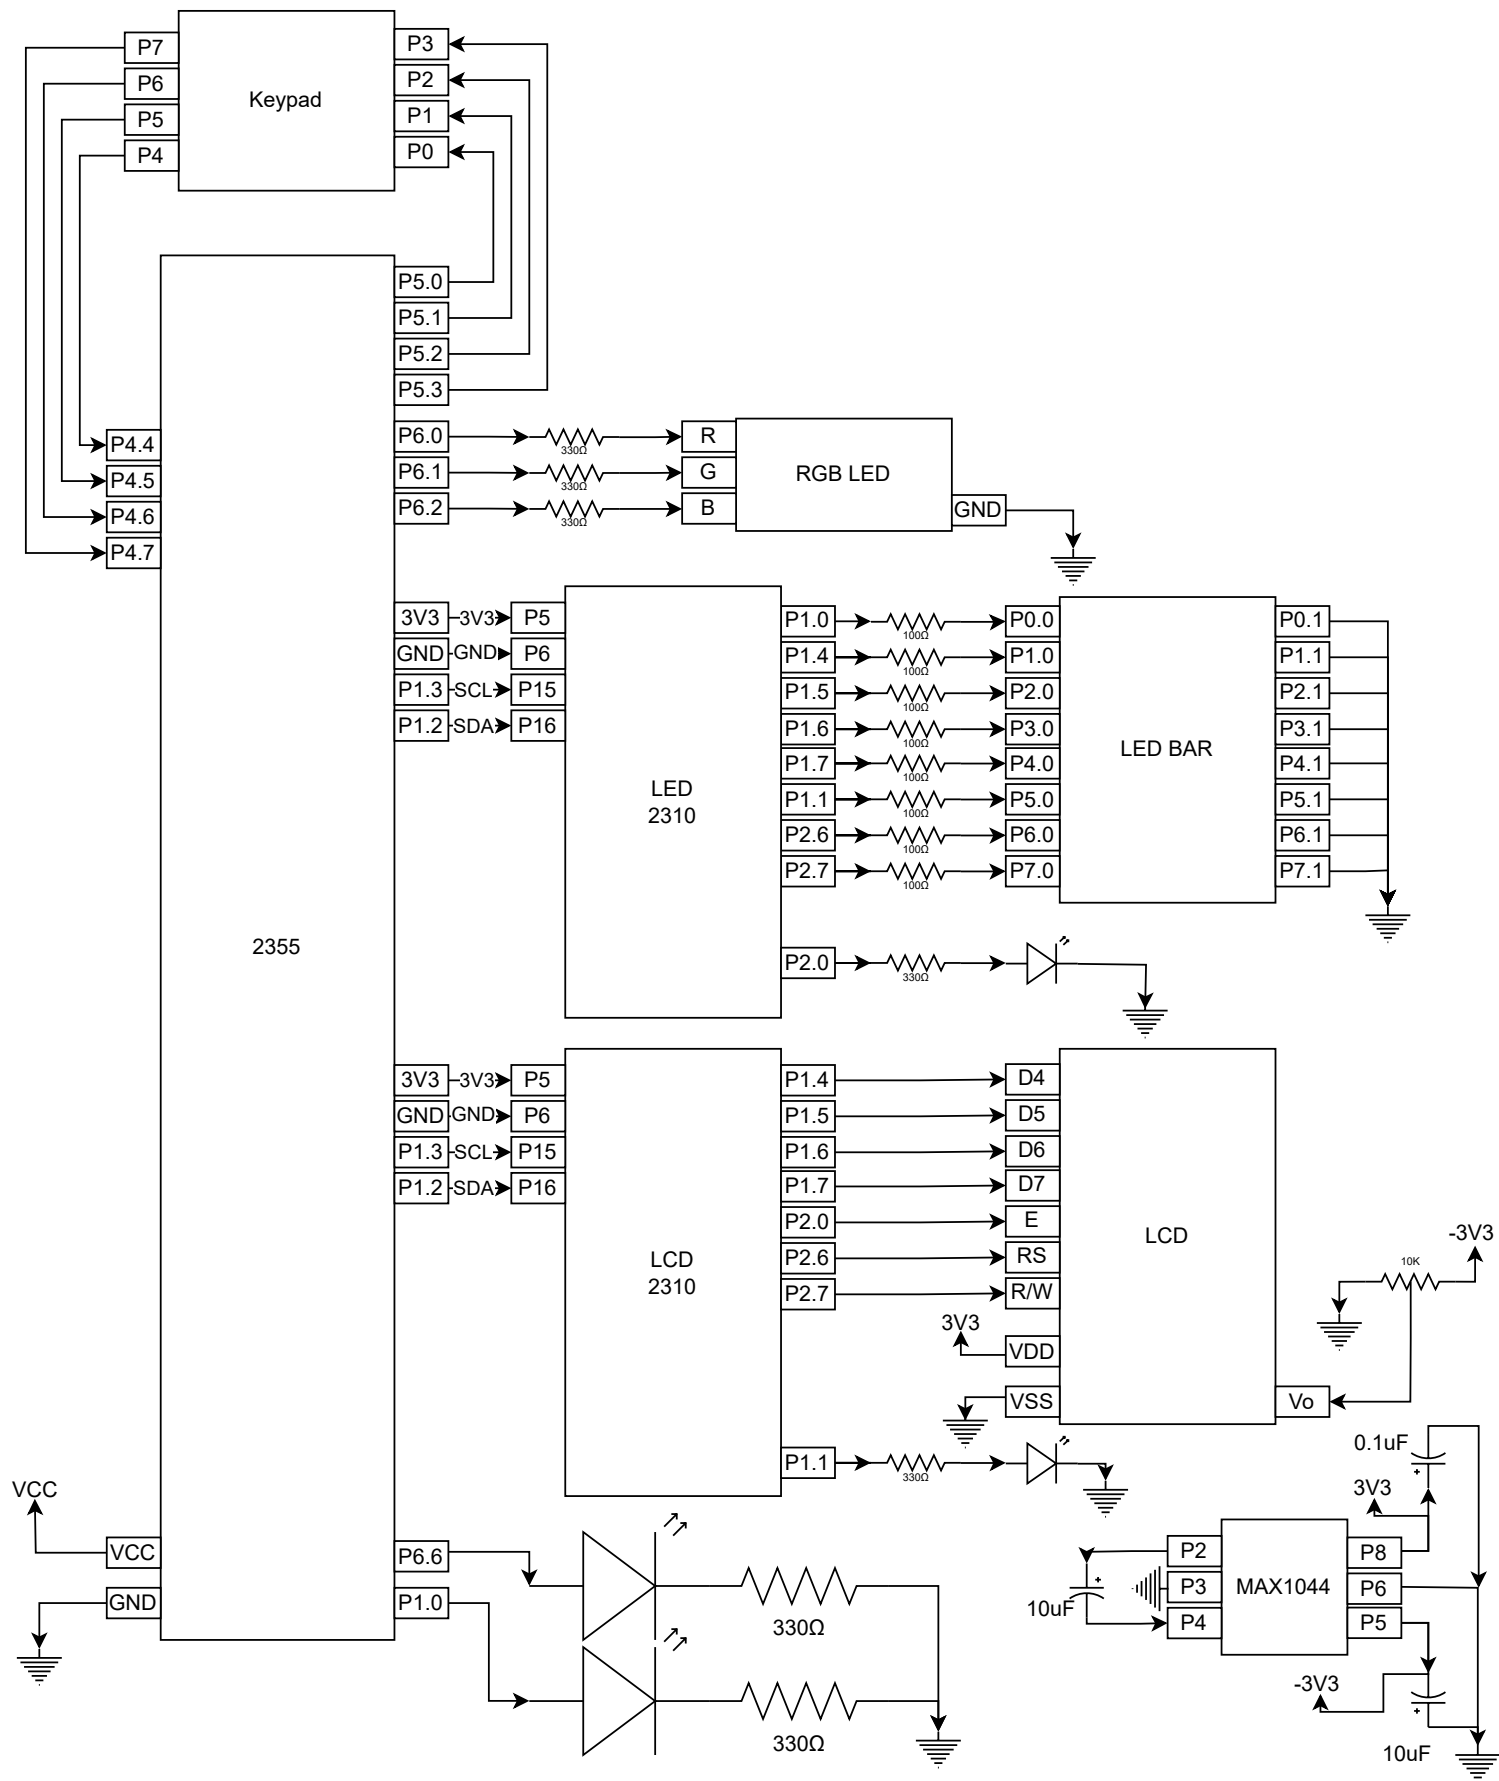 P7
P6
P5
P4
Keypad
P3
P2
P1
P0
P5.0
P5.1
P5.2
P5.3
P6.0
P6.1
P6.2
P4.4
P4.5
P4.6
P4.7
330Ω
330Ω
330Ω
R
G
B
RGB LED
GND
3V3
GND
P1.3
P1.2
3V3
GND
SCL
SDA
P5
P6
P15
P16
LED
2310
P1.0
P1.4
P1.5
P1.6
P1.7
P1.1
P2.6
P2.7
P2.0
100Ω
100Ω
100Ω
100Ω
100Ω
100Ω
100Ω
100Ω
330Ω
P0.0
P1.0
P2.0
P3.0
P4.0
P5.0
P6.0
P7.0
LED BAR
P0.1
P1.1
P2.1
P3.1
P4.1
P5.1
P6.1
P7.1
2355
3V3
GND
P1.3
P1.2
3V3
GND
SCL
SDA
P5
P6
P15
P16
LCD
2310
P1.4
P1.5
P1.6
P1.7
P2.0
P2.6
P2.7
P1.1
D4
D5
D6
D7
E
RS
R/W
3V3
VDD
VSS
LCD
Vo
10K
-3V3
330Ω
VCC
VCC
GND
P6.6
P1.0
330Ω
330Ω
0.1uF
+
3V3
P2
P3
P4
MAX1044
P8
P6
P5
+
10uF
-3V3
+
10uF